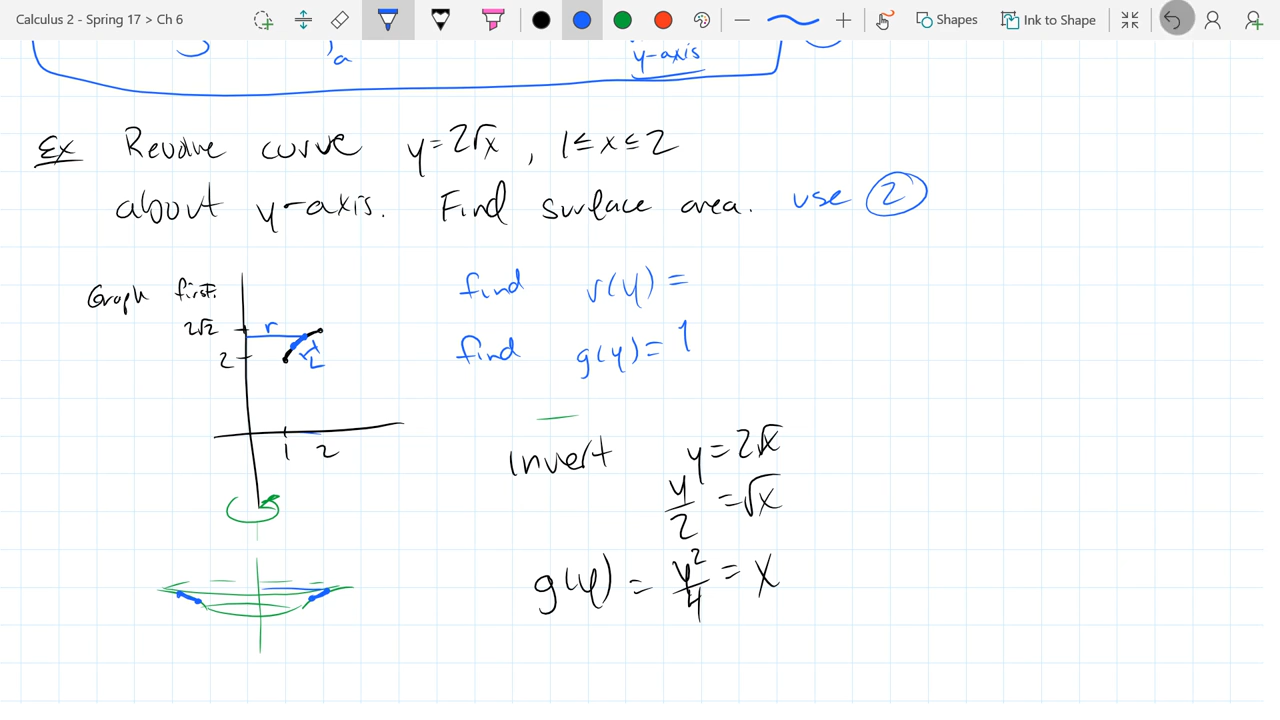 Calculus 2 - Spring 17 > Ch 6
Shapes
Ink to Shape
a
y-axis
Ex Revolve curve y=2√x , 1≤x≤2
about y-axis. Find surface area. use 2
Graph first.
find r(y) =
2√2
r
find g(y) = 1
2
L
1 2
Invert y=2√x
y/2 = √x
g(y) = y²/4 = x